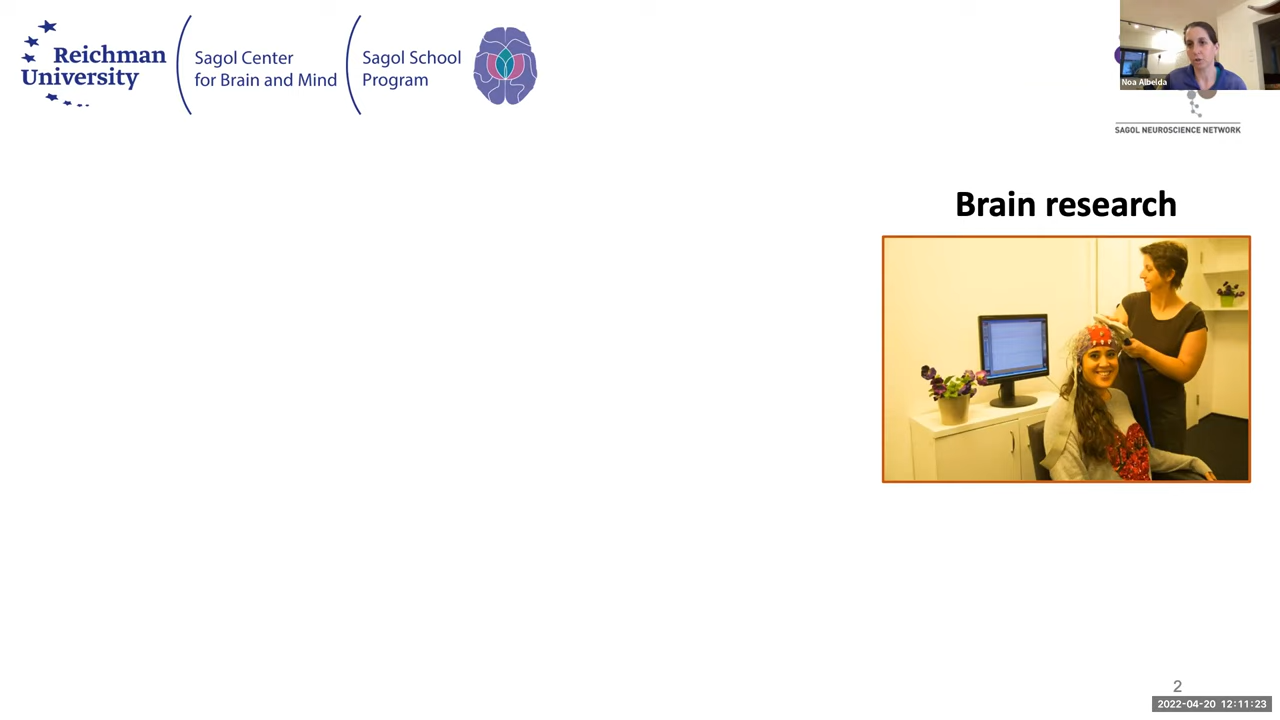 Reichman
University
Sagol Center
for Brain and Mind
Sagol School
Program
Noa Albelda
SAGOL NEUROSCIENCE NETWORK
Brain research
2
2022-04-20 12:11:23